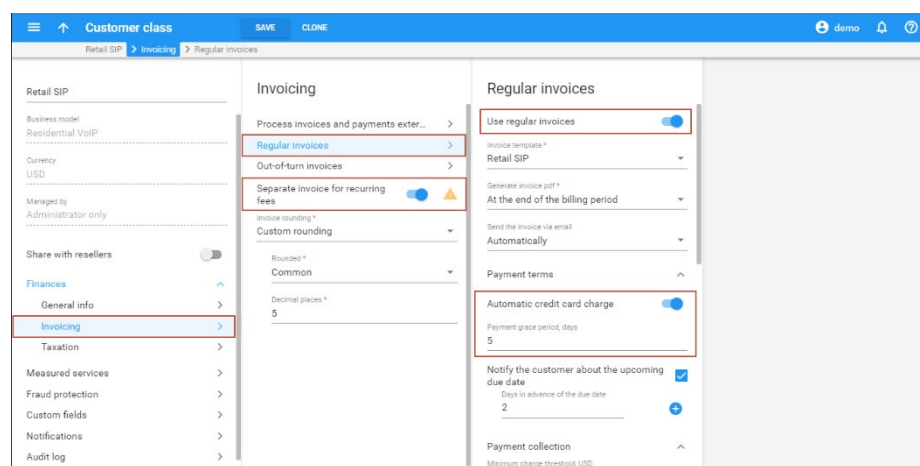 Customer class
SAVE
CLONE
demo
Retail SIP
Invoicing
Regular invoices
Retail SIP
Business model
Residential VoIP
Currency
USD
Managed by
Administrator only
Share with resellers
Finances
General info
Invoicing
Taxation
Measured services
Fraud protection
Custom fields
Notifications
Audit log
Invoicing
Process invoices and payments exter...
Regular invoices
Out-of-turn invoices
Separate invoice for recurring
fees
Invoice rounding *
Custom rounding
Rounded *
Common
Decimal places *
5
Regular invoices
Use regular invoices
Invoice template *
Retail SIP
Generate invoice pdf *
At the end of the billing period
Send the invoice via email
Automatically
Payment terms
Automatic credit card charge
Payment grace period, days
5
Notify the customer about the upcoming
due date
Days in advance of the due date
2
Payment collection
Minimum charge threshold, USD